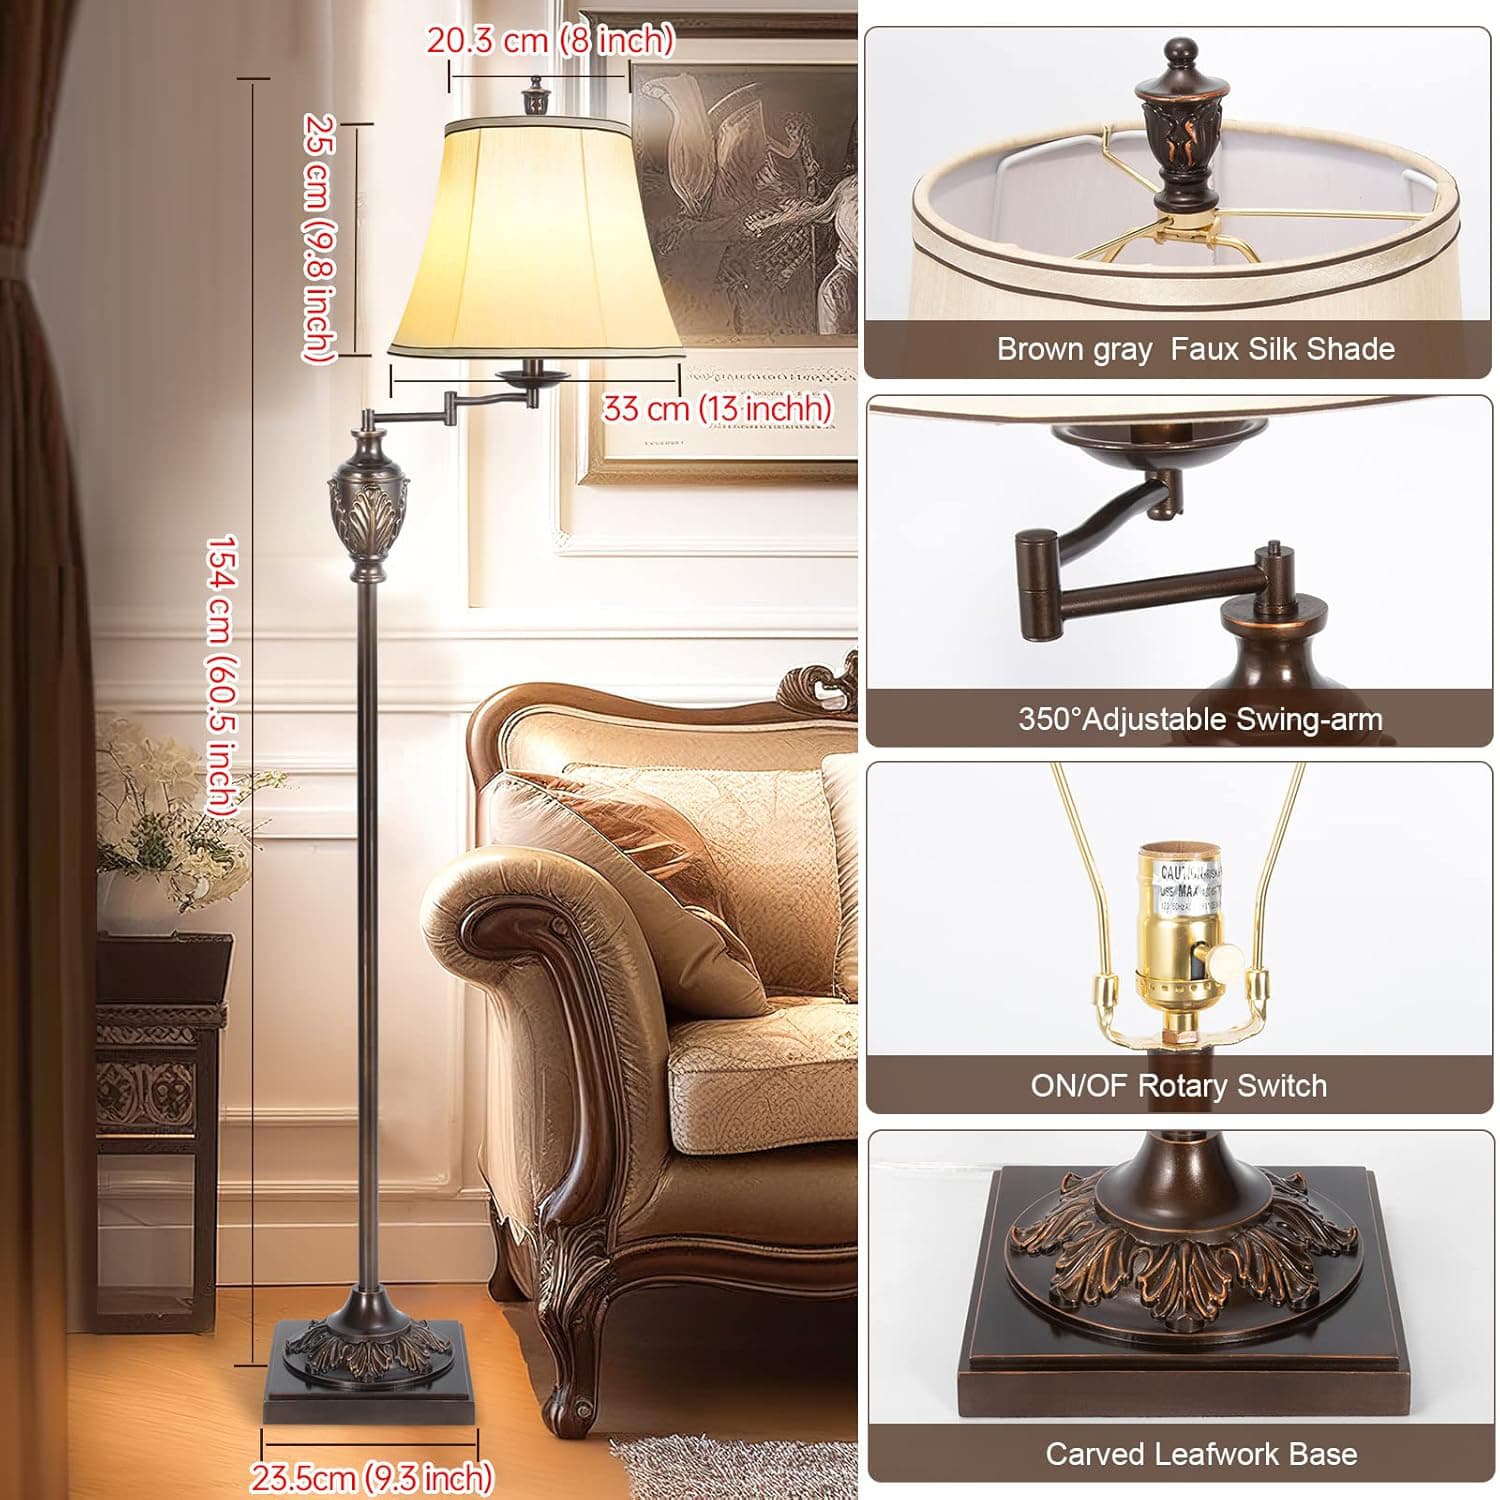 20.3 cm (8 inch)
25 cm (9.8 inch)
33 cm (13 inchh)
154 cm (60.5 inch)
23.5cm (9.3 inch)
Brown gray Faux Silk Shade
350°Adjustable Swing-arm
CAUTION
MAX
ON/OF Rotary Switch
Carved Leafwork Base